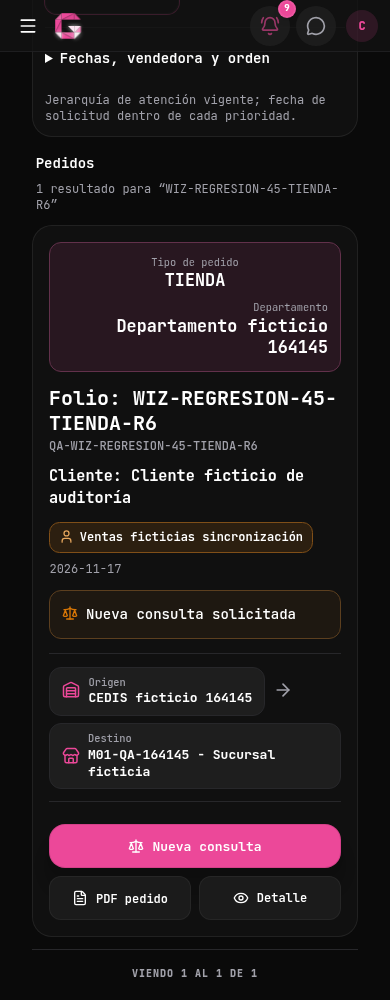 9
C
▶ Fechas, vendedora y orden
Jerarquía de atención vigente; fecha de
solicitud dentro de cada prioridad.
Pedidos
1 resultado para “WIZ-REGRESION-45-TIENDA-
R6”
Tipo de pedido
TIENDA
Departamento
Departamento ficticio
164145
Folio: WIZ-REGRESION-45-
TIENDA-R6
QA-WIZ-REGRESION-45-TIENDA-R6
Cliente: Cliente ficticio de
auditoría
Ventas ficticias sincronización
2026-11-17
Nueva consulta solicitada
Origen
CEDIS ficticio 164145
Destino
M01-QA-164145 - Sucursal
ficticia
Nueva consulta
PDF pedido
Detalle
VIENDO 1 AL 1 DE 1